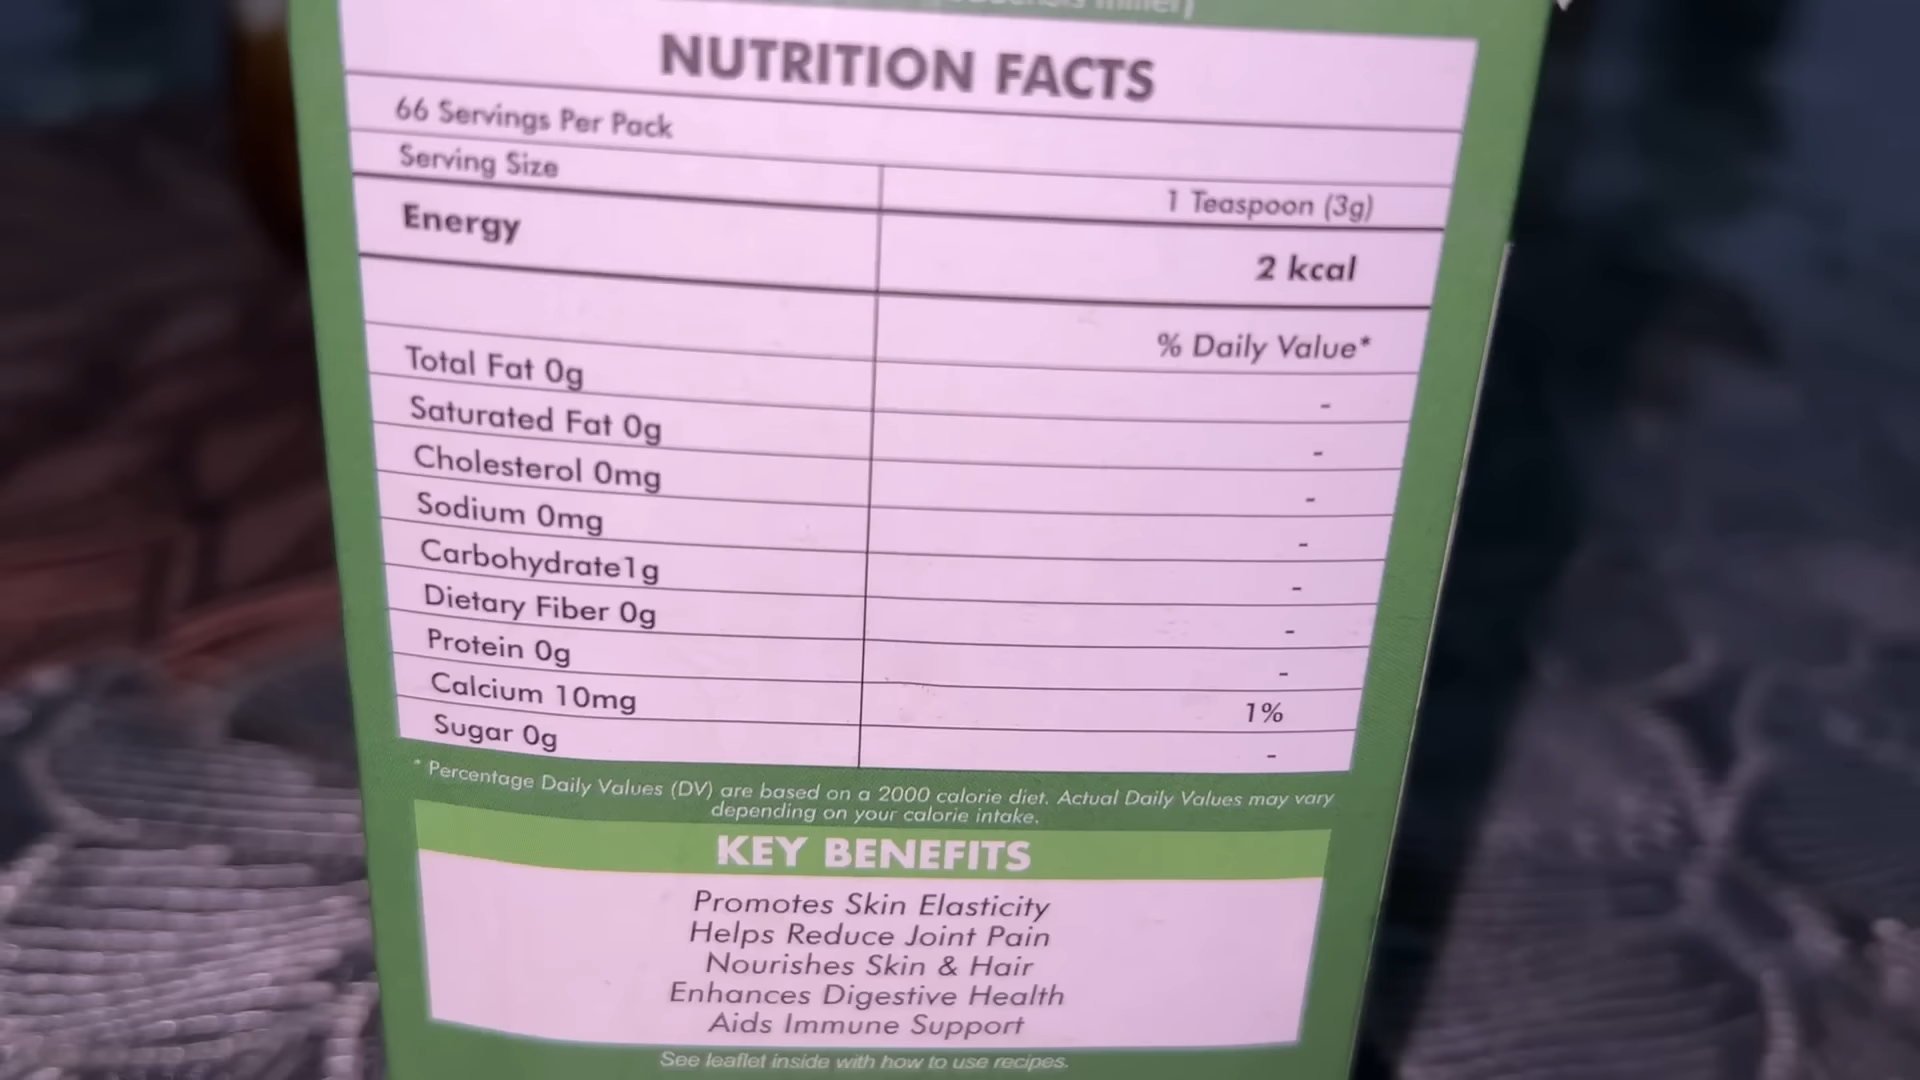 NUTRITION FACTS
66 Servings Per Pack
Serving Size 1 Teaspoon (3g)
Energy 2 kcal
% Daily Value*
Total Fat 0g -
Saturated Fat 0g -
Cholesterol 0mg -
Sodium 0mg -
Carbohydrate1g -
Dietary Fiber 0g -
Protein 0g -
Calcium 10mg 1%
Sugar 0g -
* Percentage Daily Values (DV) are based on a 2000 calorie diet. Actual Daily Values may vary
depending on your calorie intake.
KEY BENEFITS
Promotes Skin Elasticity
Helps Reduce Joint Pain
Nourishes Skin & Hair
Enhances Digestive Health
Aids Immune Support
See leaflet inside with how to use recipes.